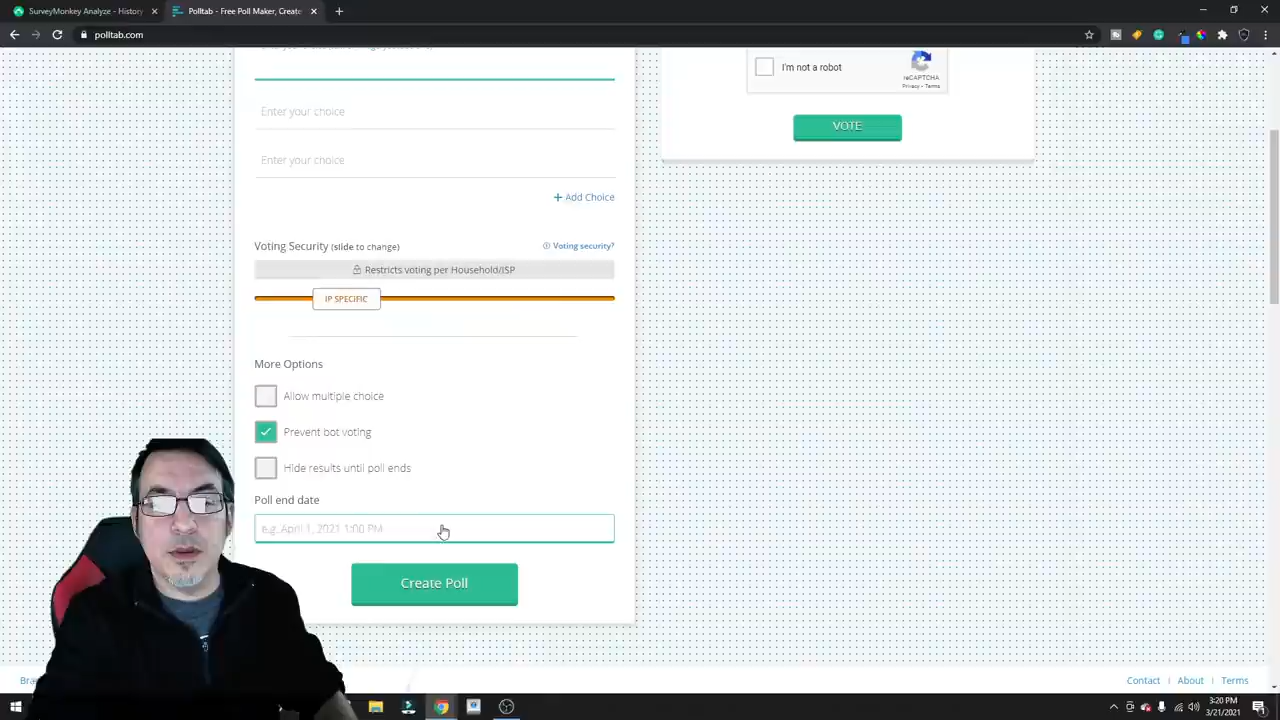 SurveyMonkey Analyze - History
Polltab - Free Poll Maker, Create
polltab.com
Enter your choice
Enter your choice
+ Add Choice
Voting Security (slide to change)
Voting security?
Restricts voting per Household/ISP
IP SPECIFIC
More Options
Allow multiple choice
Prevent bot voting
Hide results until poll ends
Poll end date
e.g. April 1, 2021 1:00 PM
Create Poll
I'm not a robot
reCAPTCHA
Privacy - Terms
VOTE
Contact | About | Terms
3:20 PM
3/21/2021